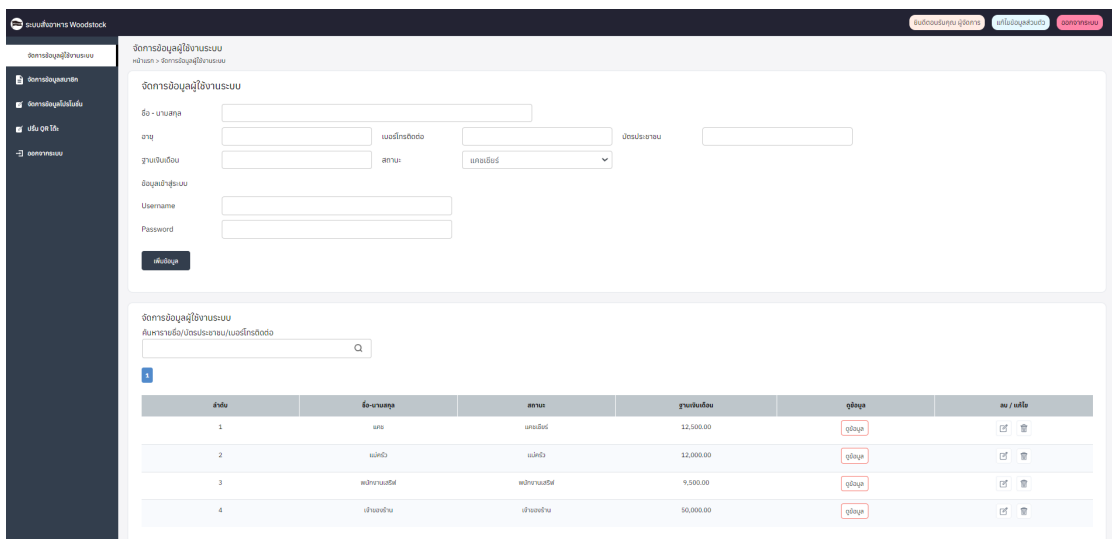 ระบบสั่งอาหาร Woodstock
ยินดีตอนรับคุณ ผู้จัดการ
แก้ไขข้อมูลส่วนตัว
ออกจากระบบ
จัดการข้อมูลผู้ใช้งานระบบ
จัดการข้อมูลสมาชิก
จัดการข้อมูลโปรโมชั่น
ปริ้น QR โต๊ะ
ออกจากระบบ
จัดการข้อมูลผู้ใช้งานระบบ
หน้าแรก > จัดการข้อมูลผู้ใช้งานระบบ
จัดการข้อมูลผู้ใช้งานระบบ
ชื่อ - นามสกุล
อายุ เบอร์โทรติดต่อ บัตรประชาชน
ฐานเงินเดือน สถานะ แคชเชียร์
ข้อมูลเข้าสู่ระบบ
Username
Password
เพิ่มข้อมูล
จัดการข้อมูลผู้ใช้งานระบบ
ค้นหารายชื่อ/บัตรประชาชน/เบอร์โทรติดต่อ
1
ลำดับ ชื่อ-นามสกุล สถานะ ฐานเงินเดือน ดูข้อมูล ลบ / แก้ไข
1 แคช แคชเชียร์ 12,500.00 ดูข้อมูล
2 แม่ครัว แม่ครัว 12,000.00 ดูข้อมูล
3 พนักงานเสริฟ พนักงานเสริฟ 9,500.00 ดูข้อมูล
4 เจ้าของร้าน เจ้าของร้าน 50,000.00 ดูข้อมูล